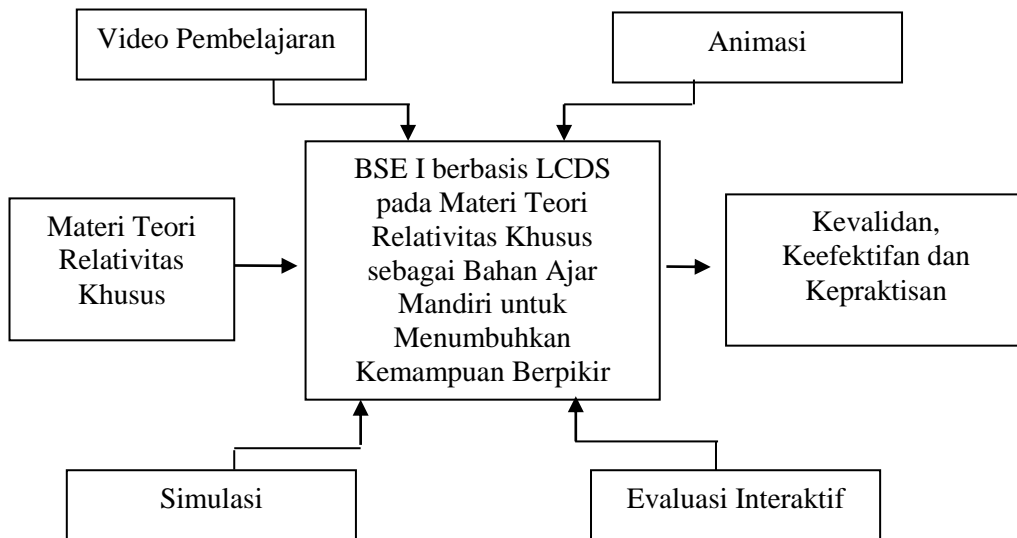 Video Pembelajaran
Animasi
Materi Teori
Relativitas
Khusus
BSE I berbasis LCDS
pada Materi Teori
Relativitas Khusus
sebagai Bahan Ajar
Mandiri untuk
Menumbuhkan
Kemampuan Berpikir
Kevalidan,
Keefektifan dan
Kepraktisan
Simulasi
Evaluasi Interaktif